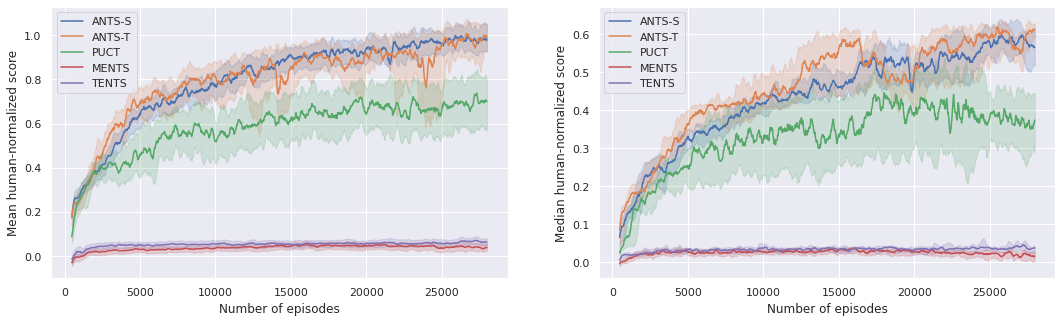 ANTS-S
ANTS-T
PUCT
MENTS
TENTS
Mean human-normalized score
1.0
0.8
0.6
0.4
0.2
0.0
0
5000
10000
15000
20000
25000
Number of episodes
ANTS-S
ANTS-T
PUCT
MENTS
TENTS
Median human-normalized score
0.6
0.5
0.4
0.3
0.2
0.1
0.0
0
5000
10000
15000
20000
25000
Number of episodes